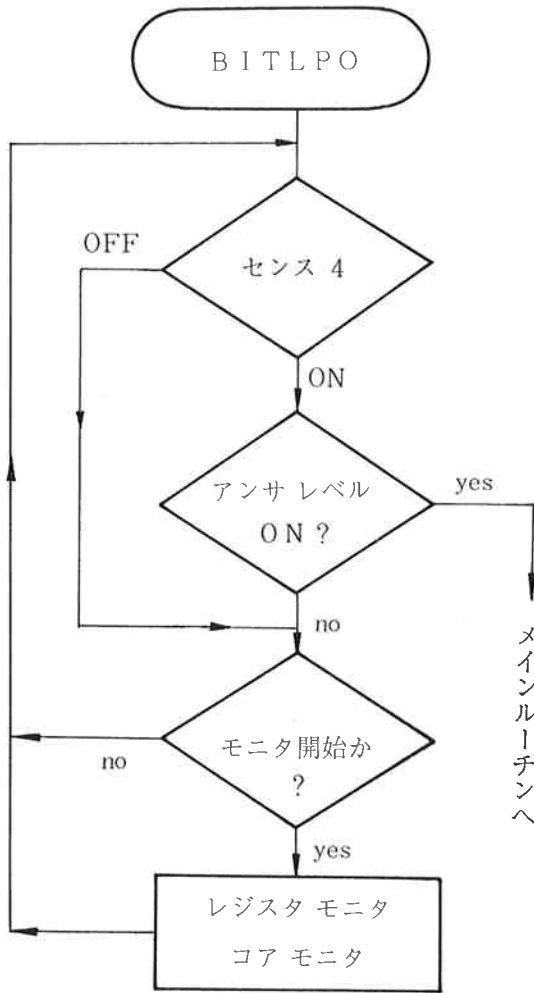 BITLPO
OFF
センス 4
ON
アンサ レベル
ON?
yes
no
メインルーチンへ
モニタ開始か
?
no
yes
レジスタ モニタ
コア モニタ